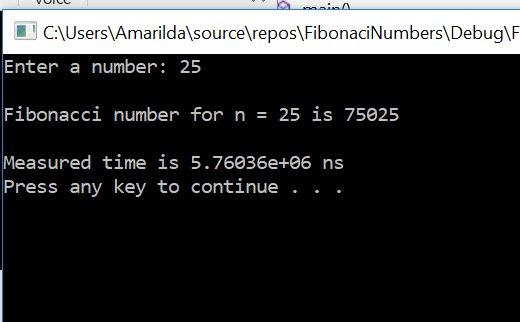 voice
main()
C:\Users\Amarilda\source\repos\FibonaciNumbers\Debug\F
Enter a number: 25
Fibonacci number for n = 25 is 75025
Measured time is 5.76036e+06 ns
Press any key to continue . . .